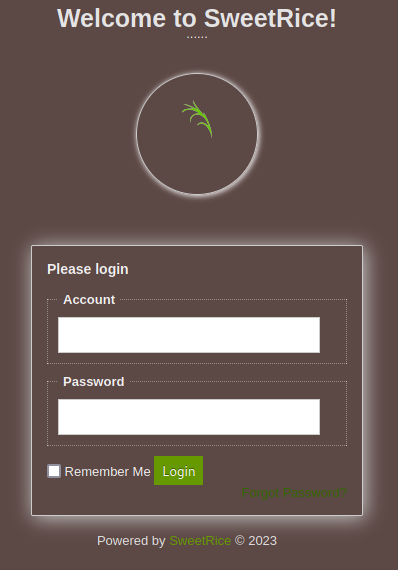 Welcome to SweetRice!
......
Please login
Account
Password
Remember Me Login
Forgot Password?
Powered by SweetRice © 2023